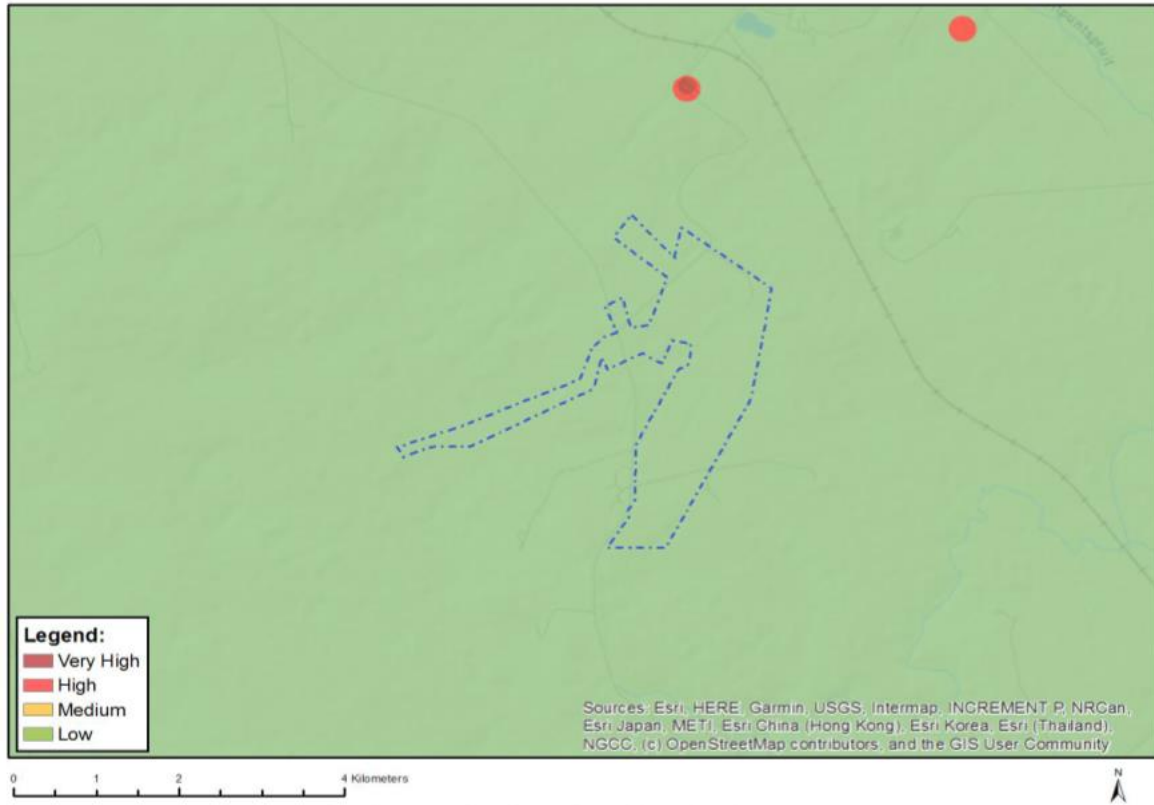 Legend:
Very High
High
Medium
Low
Sources: Esri, HERE, Garmin, USGS, Intermap, INCREMENT P, NRCan,
Esri Japan, METI, Esri China (Hong Kong), Esri Korea, Esri (Thailand),
NGCC, (c) OpenStreetMap contributors, and the GIS User Community
0 1 2 4 Kilometers
N